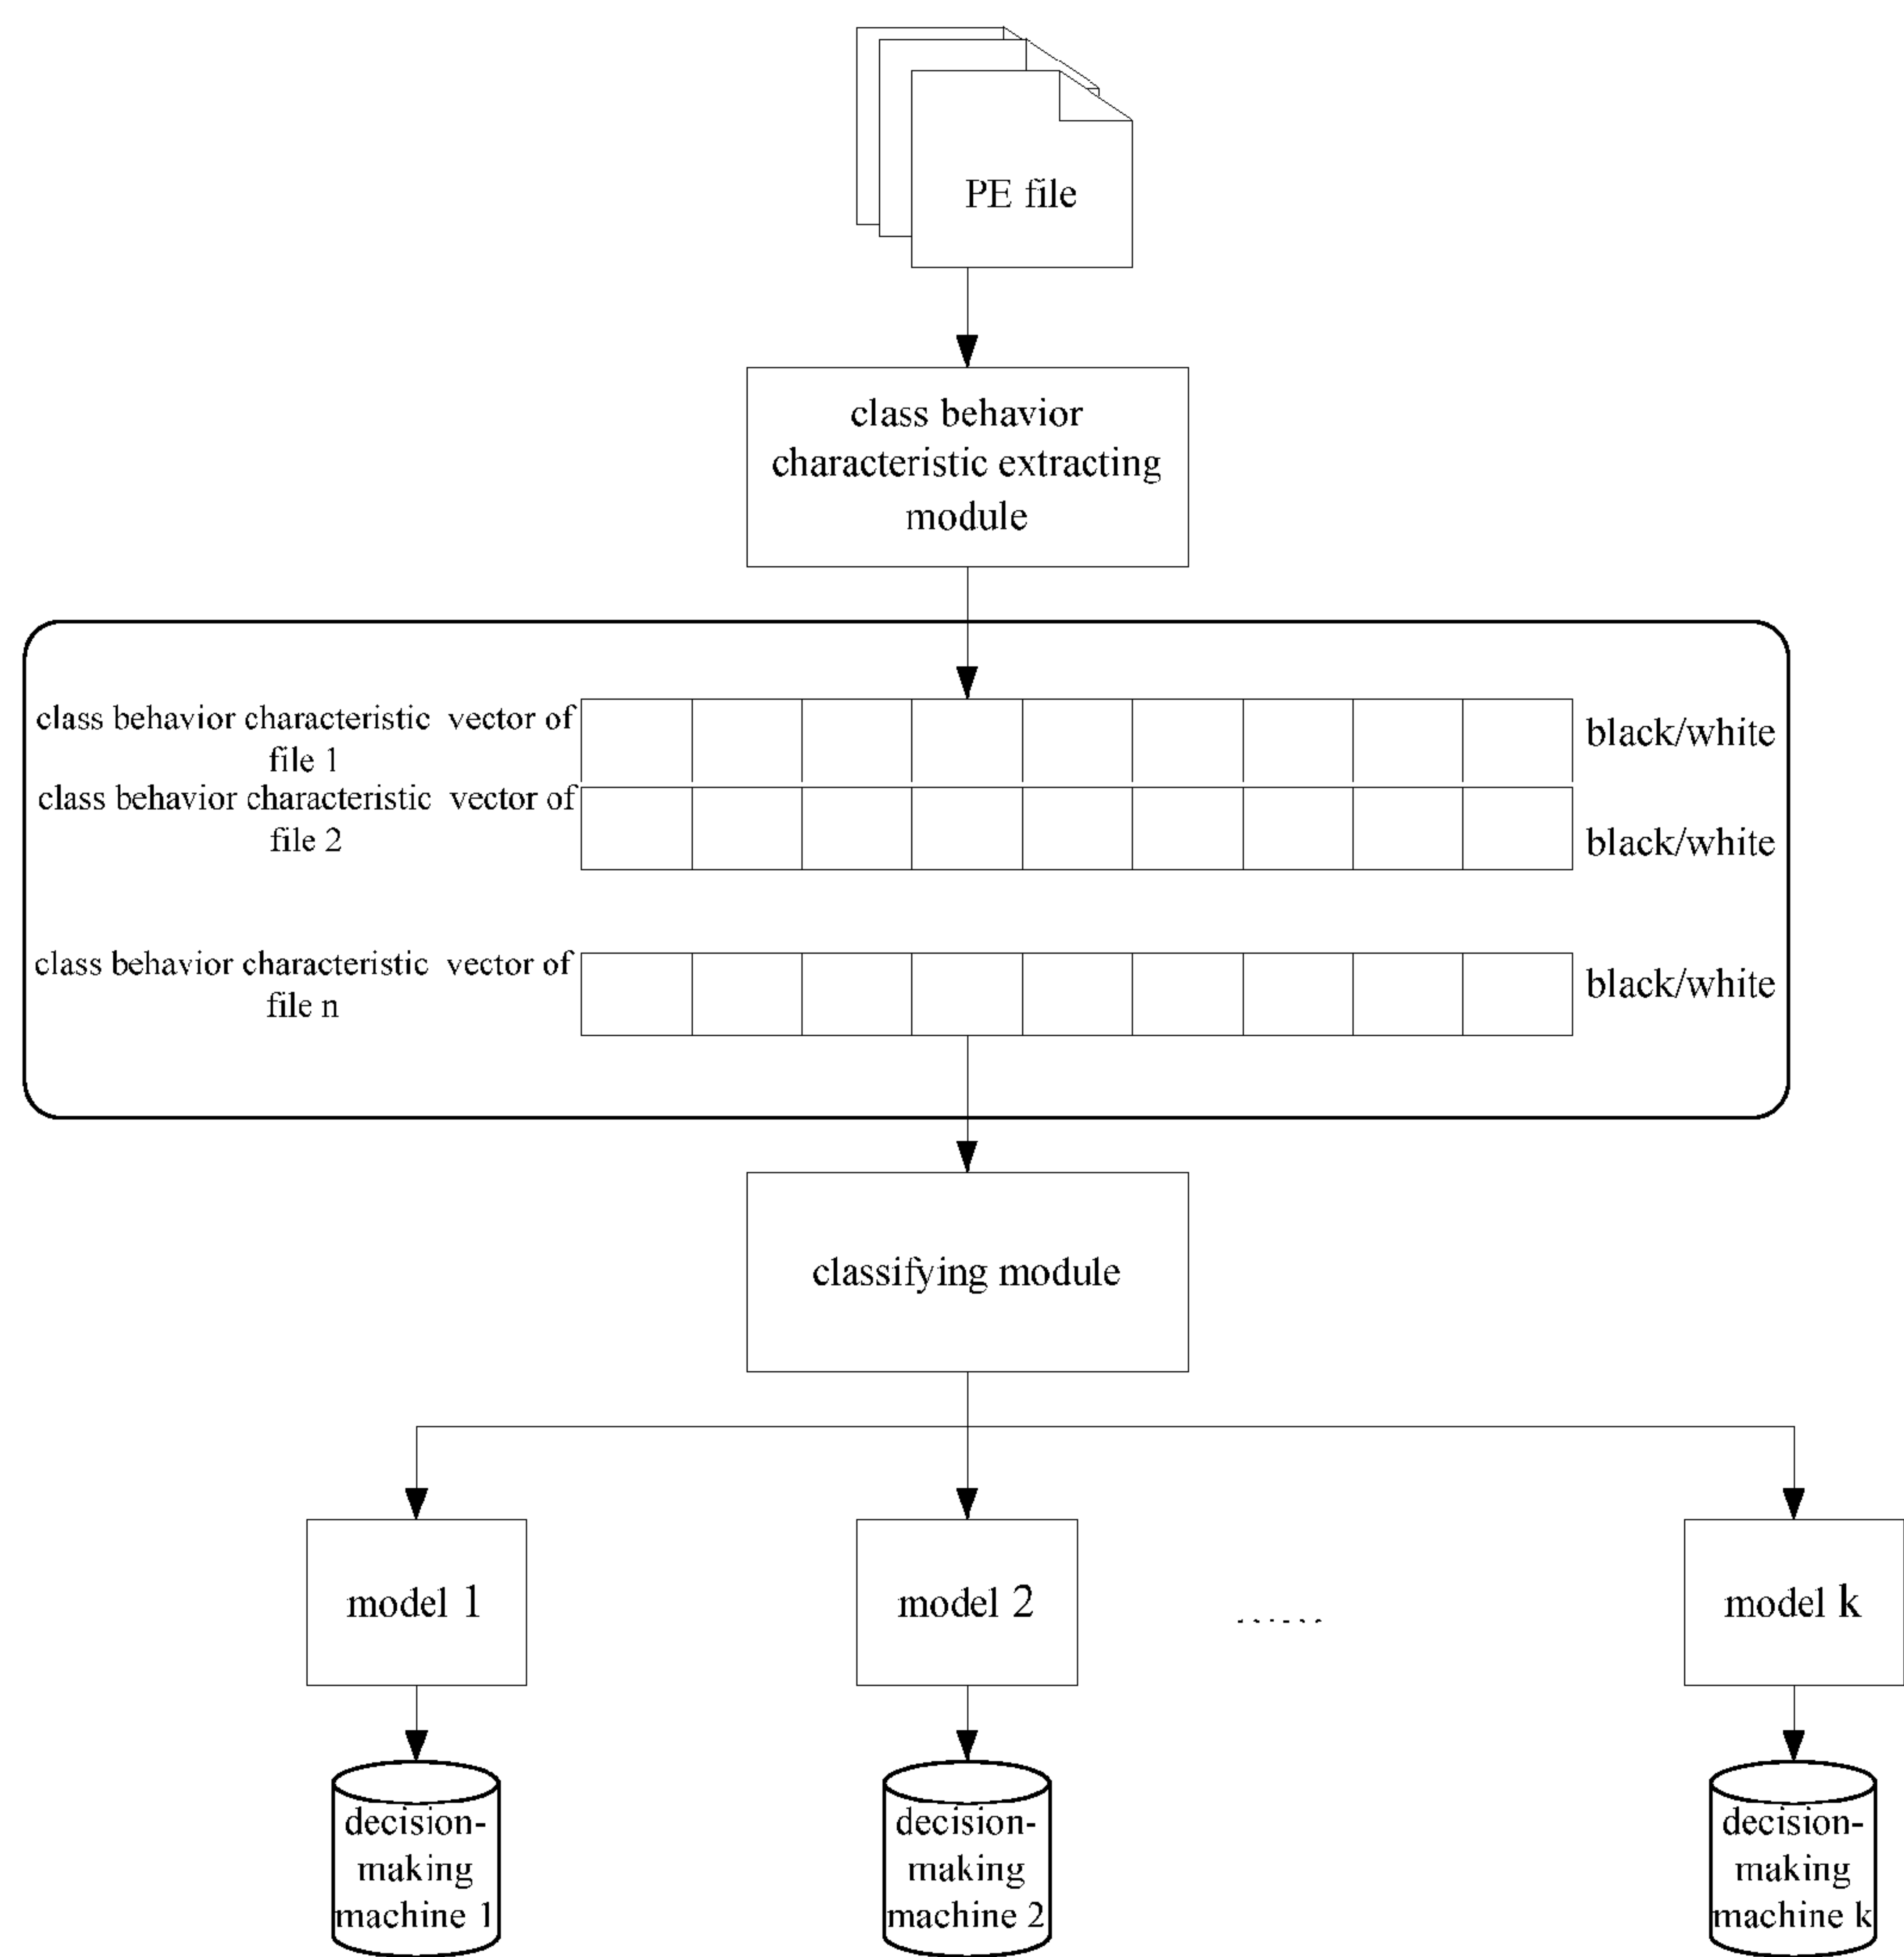 PE file
class behavior
characteristic extracting
module
class behavior characteristic vector of
file 1
black/white
class behavior characteristic vector of
file 2
black/white
class behavior characteristic vector of
file n
black/white
classifying module
model 1
model 2
......
model k
decision-
making
machine 1
decision-
making
machine 2
decision-
making
machine k